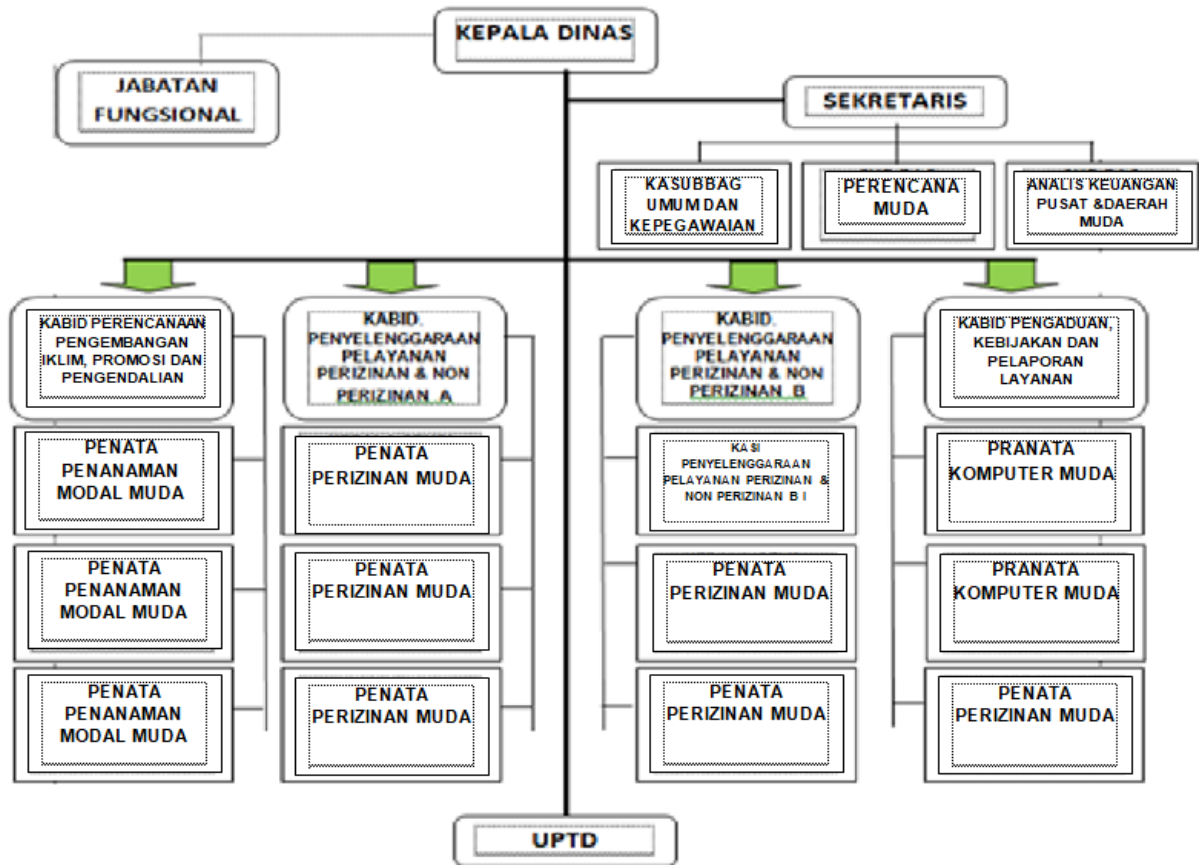 KEPALA DINAS
JABATAN
FUNGSIONAL
SEKRETARIS
KASUBBAG
UMUM DAN
KEPEGAWAIAN
PERENCANA
MUDA
ANALIS KEUANGAN
PUSAT &DAERAH
MUDA
KABID PERENCANAAN
PENGEMBANGAN
IKLIM, PROMOSI DAN
PENGENDALIAN
KABID.
PENYELENGGARAAN
PELAYANAN
PERIZINAN & NON
PERIZINAN A
KABID.
PENYELENGGARAAN
PELAYANAN
PERIZINAN & NON
PERIZINAN B
KABID PENGADUAN,
KEBIJAKAN DAN
PELAPORAN
LAYANAN
PENATA
PENANAMAN
MODAL MUDA
PENATA
PERIZINAN MUDA
KASI
PENYELENGGARAAN
PELAYANAN PERIZINAN &
NON PERIZINAN B I
PRANATA
KOMPUTER MUDA
PENATA
PENANAMAN
MODAL MUDA
PENATA
PERIZINAN MUDA
PENATA
PERIZINAN MUDA
PRANATA
KOMPUTER MUDA
PENATA
PENANAMAN
MODAL MUDA
PENATA
PERIZINAN MUDA
PENATA
PERIZINAN MUDA
PENATA
PERIZINAN MUDA
UPTD